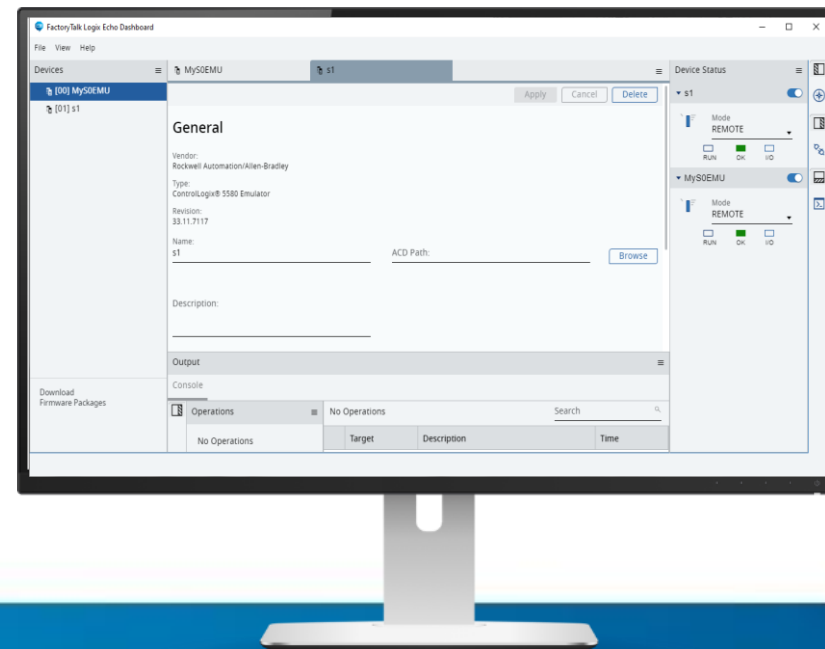 FactoryTalk Logix Echo Dashboard
File View Help
Devices
[00] MyS0EMU
[01] s1
Download
Firmware Packages
MyS0EMU
s1
Apply Cancel Delete
General
Vendor:
Rockwell Automation/Allen-Bradley
Type:
ControlLogix® 5580 Emulator
Revision:
33.11.7117
Name:
s1
ACD Path:
Browse
Description:
Output
Console
Operations
No Operations
No Operations
Search
Target Description Time
Device Status
s1
Mode
REMOTE
RUN OK I/O
MyS0EMU
Mode
REMOTE
RUN OK I/O